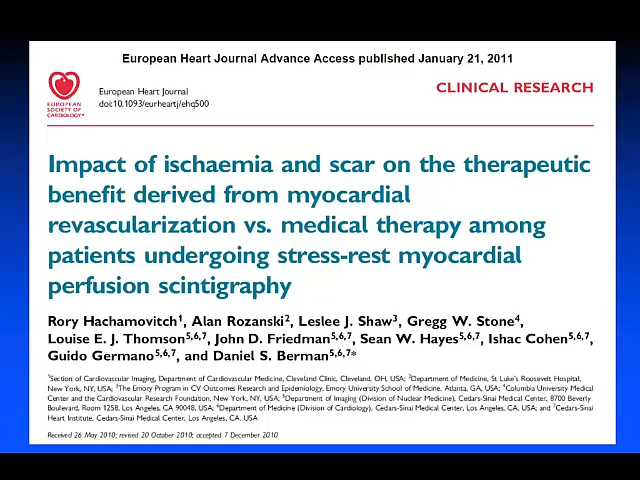 European Heart Journal Advance Access published January 21, 2011
EUROPEAN
SOCIETY OF
CARDIOLOGY®
European Heart Journal
doi:10.1093/eurheartj/ehq500
CLINICAL RESEARCH
Impact of ischaemia and scar on the therapeutic
benefit derived from myocardial
revascularization vs. medical therapy among
patients undergoing stress-rest myocardial
perfusion scintigraphy
Rory Hachamovitch1, Alan Rozanski2, Leslee J. Shaw3, Gregg W. Stone4,
Louise E. J. Thomson5,6,7, John D. Friedman5,6,7, Sean W. Hayes5,6,7, Ishac Cohen5,6,7,
Guido Germano5,6,7, and Daniel S. Berman5,6,7*
1Section of Cardiovascular Imaging, Department of Cardiovascular Medicine, Cleveland Clinic, Cleveland, OH, USA; 2Department of Medicine, St Luke's Roosevelt Hospital,
New York, NY, USA; 3The Emory Program in CV Outcomes Research and Epidemiology, Emory University School of Medicine, Atlanta, GA, USA; 4Columbia University Medical
Center and the Cardiovascular Research Foundation, New York, NY, USA; 5Department of Imaging (Division of Nuclear Medicine), Cedars-Sinai Medical Center, 8700 Beverly
Boulevard, Room 1258, Los Angeles, CA 90048, USA; 6Department of Medicine (Division of Cardiology), Cedars-Sinai Medical Center, Los Angeles, CA, USA; and 7Cedars-Sinai
Heart Institute, Cedars-Sinai Medical Center, Los Angeles, CA, USA
Received 26 May 2010; revised 20 October 2010; accepted 7 December 2010